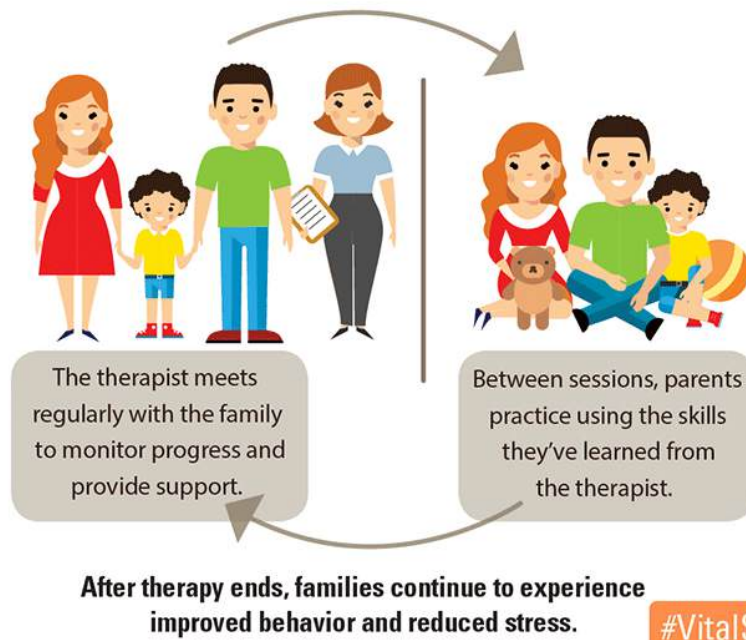 The therapist meets
regularly with the family
to monitor progress and
provide support.
Between sessions, parents
practice using the skills
they’ve learned from
the therapist.
After therapy ends, families continue to experience
improved behavior and reduced stress.